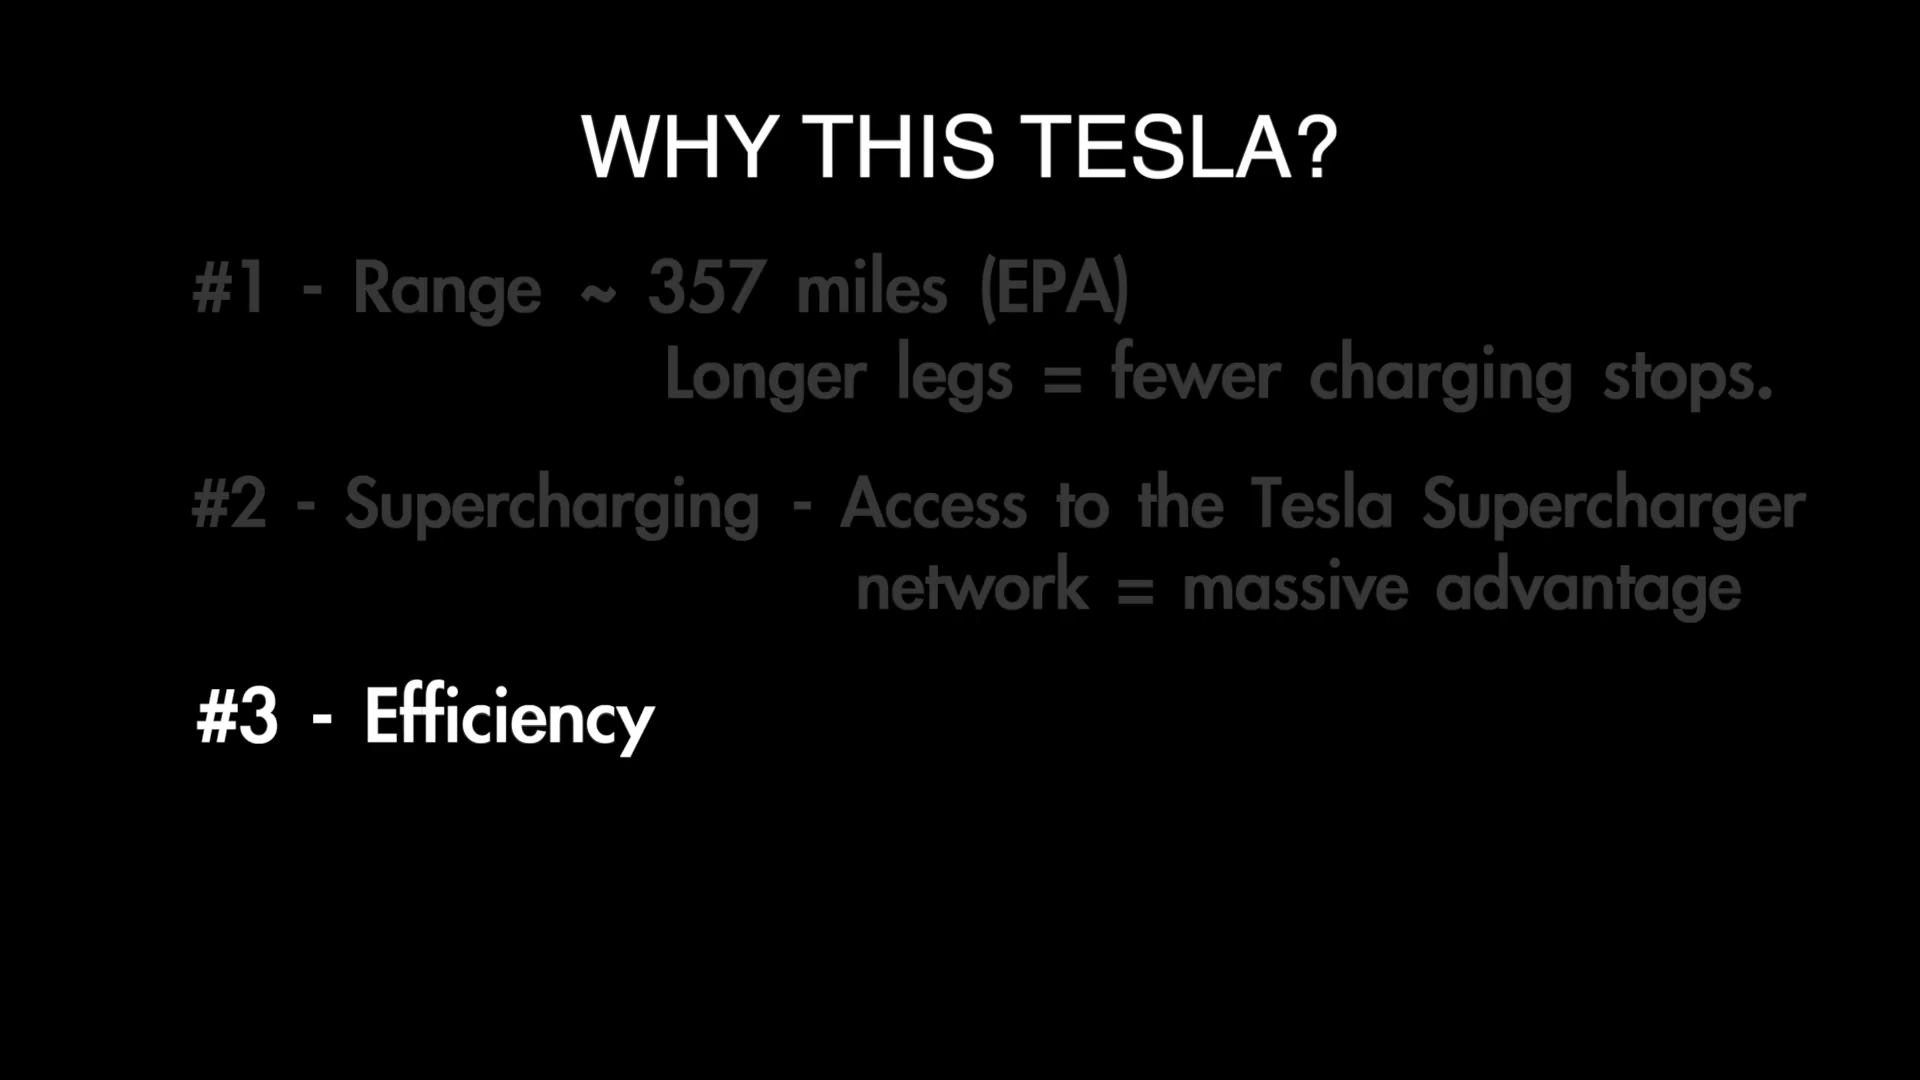 WHY THIS TESLA?
#1 - Range ~ 357 miles (EPA)
Longer legs = fewer charging stops.
#2 - Supercharging - Access to the Tesla Supercharger
network = massive advantage
#3 - Efficiency